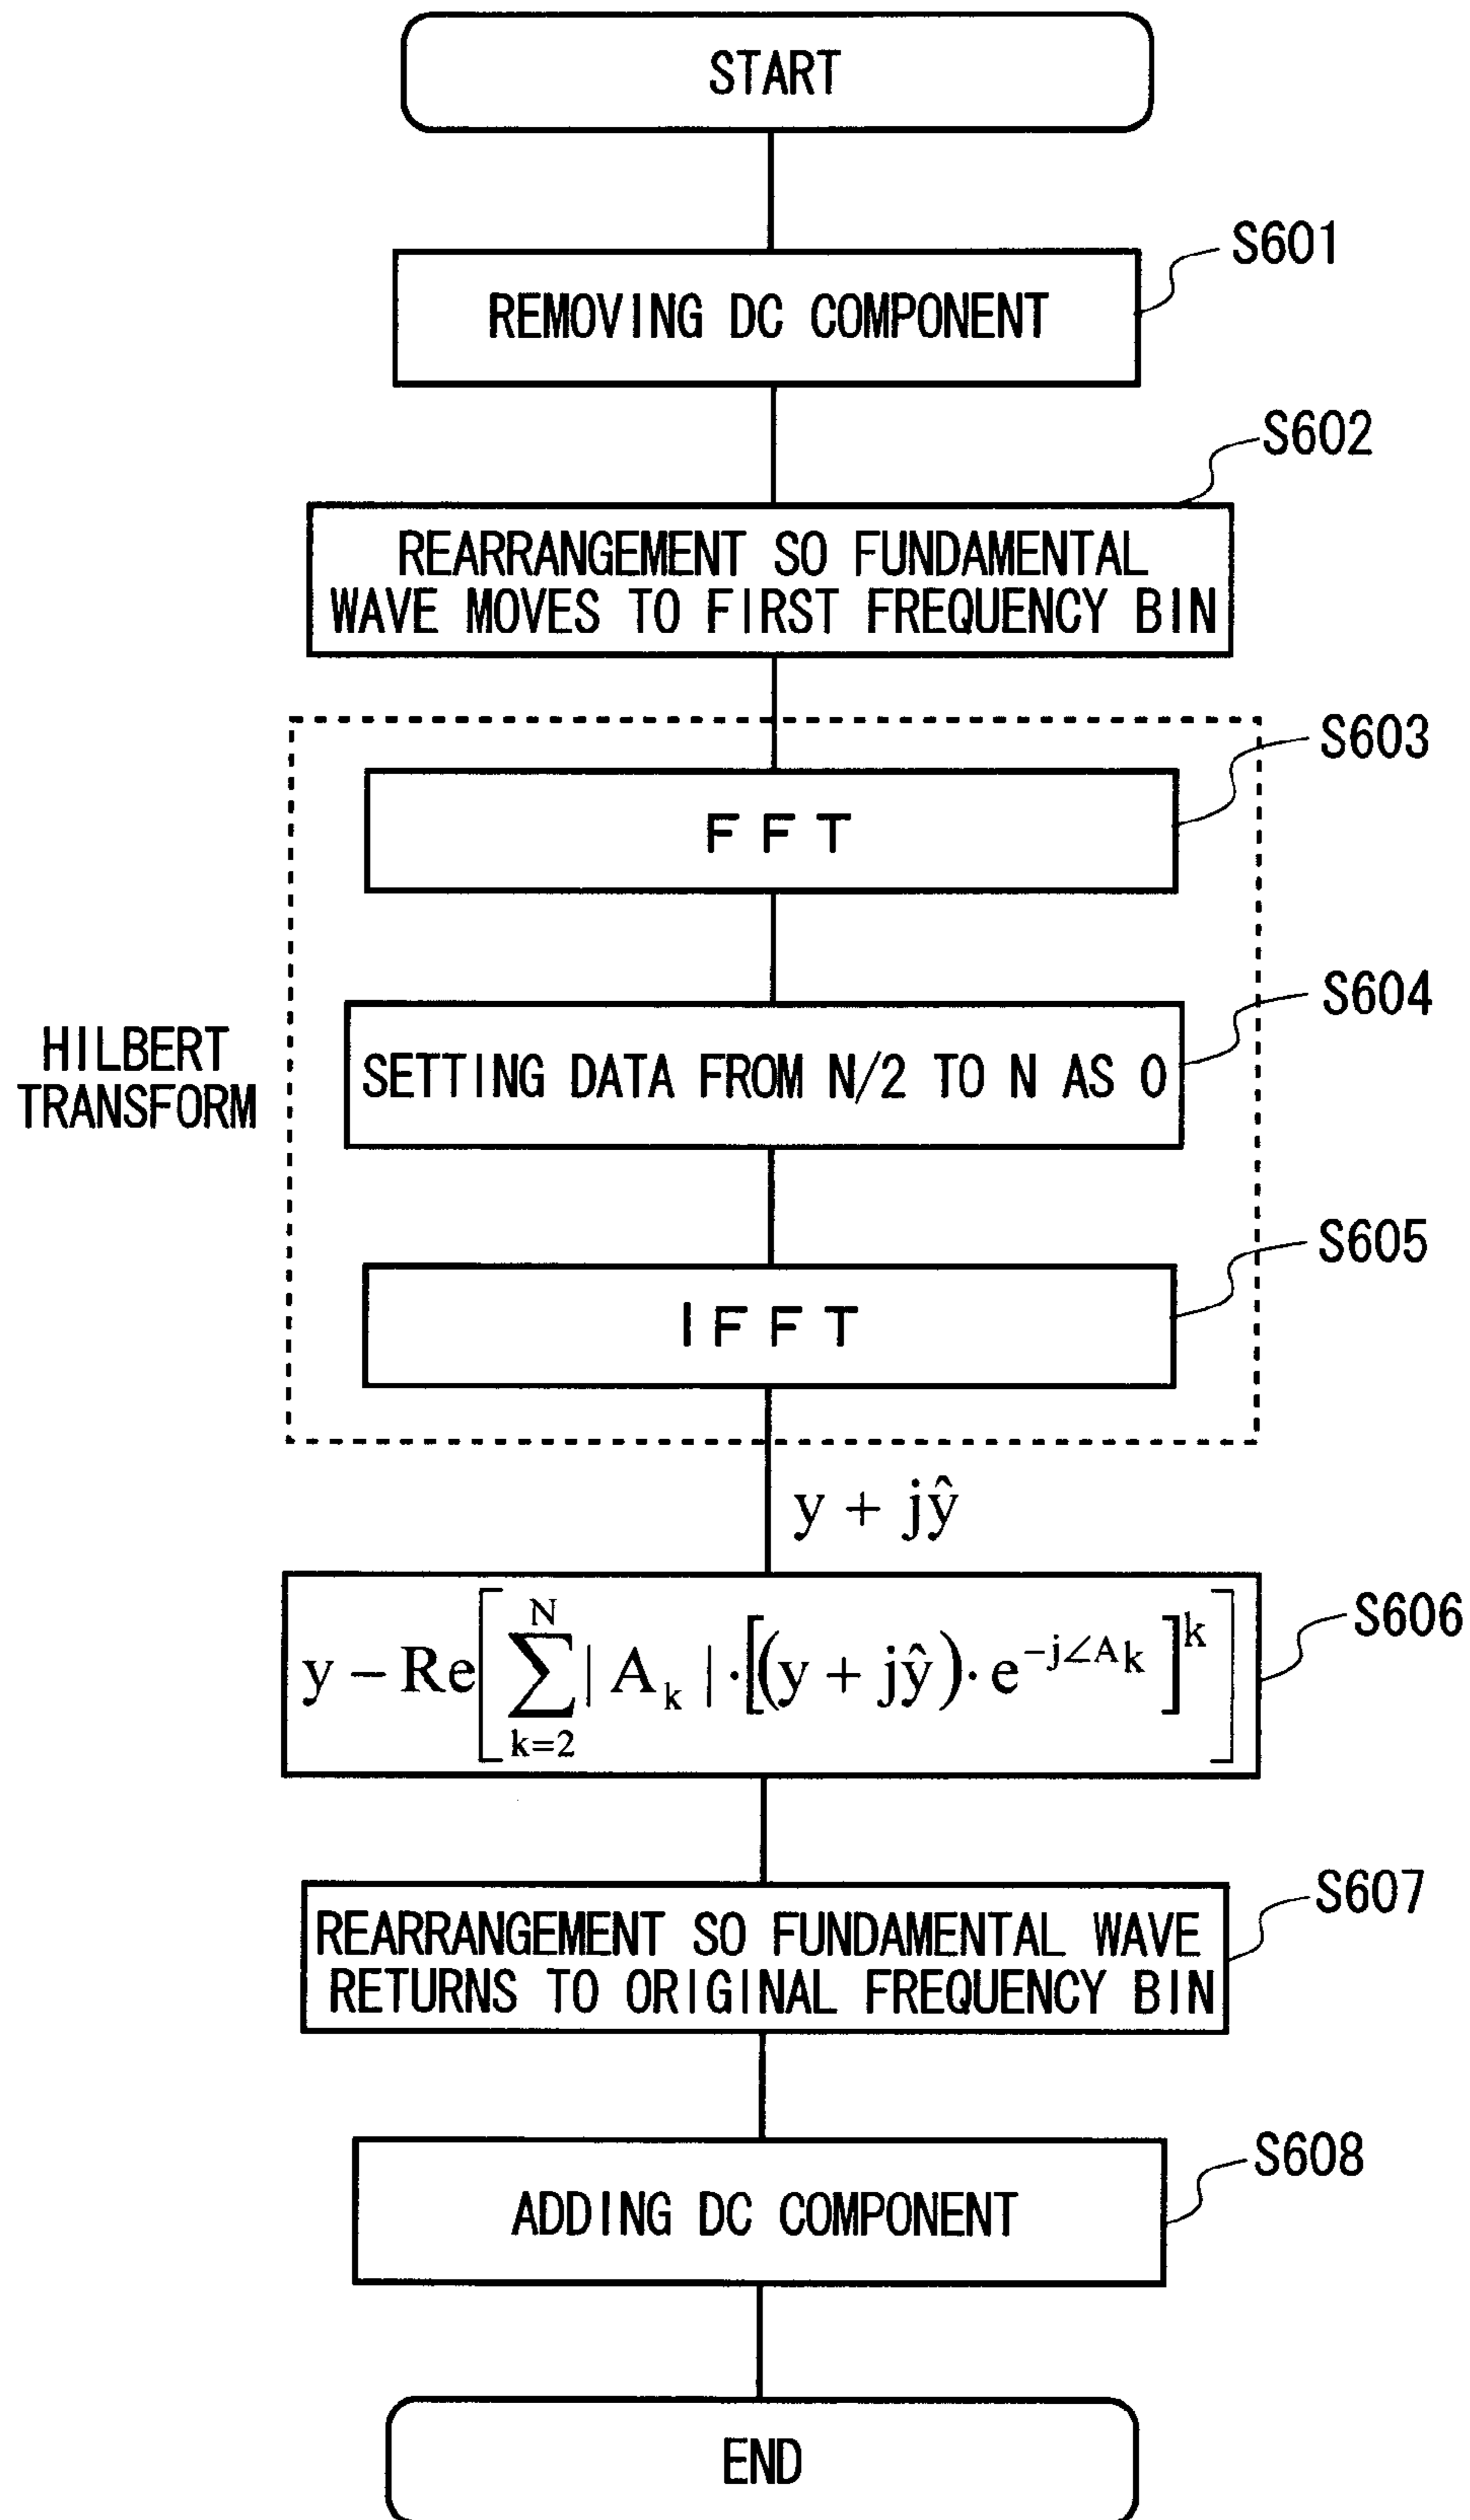 START
S601
REMOVING DC COMPONENT
S602
REARRANGEMENT SO FUNDAMENTAL
WAVE MOVES TO FIRST FREQUENCY BIN
S603
FFT
S604
HILBERT
TRANSFORM
SETTING DATA FROM N/2 TO N AS 0
S605
IFFT
y + jŷ
S606
y − Re[ ∑_{k=2}^{N} | A_k | · [(y + jŷ) · e^{−j∠A_k}]^k ]
S607
REARRANGEMENT SO FUNDAMENTAL WAVE
RETURNS TO ORIGINAL FREQUENCY BIN
S608
ADDING DC COMPONENT
END